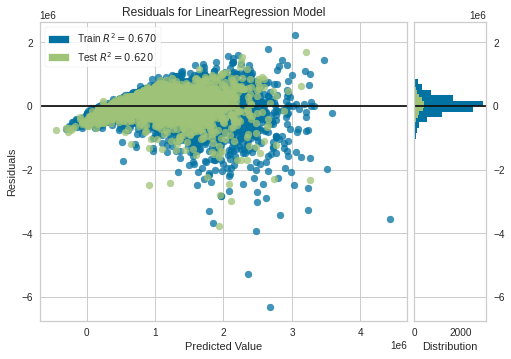 Residuals for LinearRegression Model
1e6
1e6
Train R² = 0.670
Test R² = 0.620
2
0
−2
−4
−6
2
0
−2
−4
−6
Residuals
0
1
2
3
4
0
2000
1e6
Predicted Value
Distribution